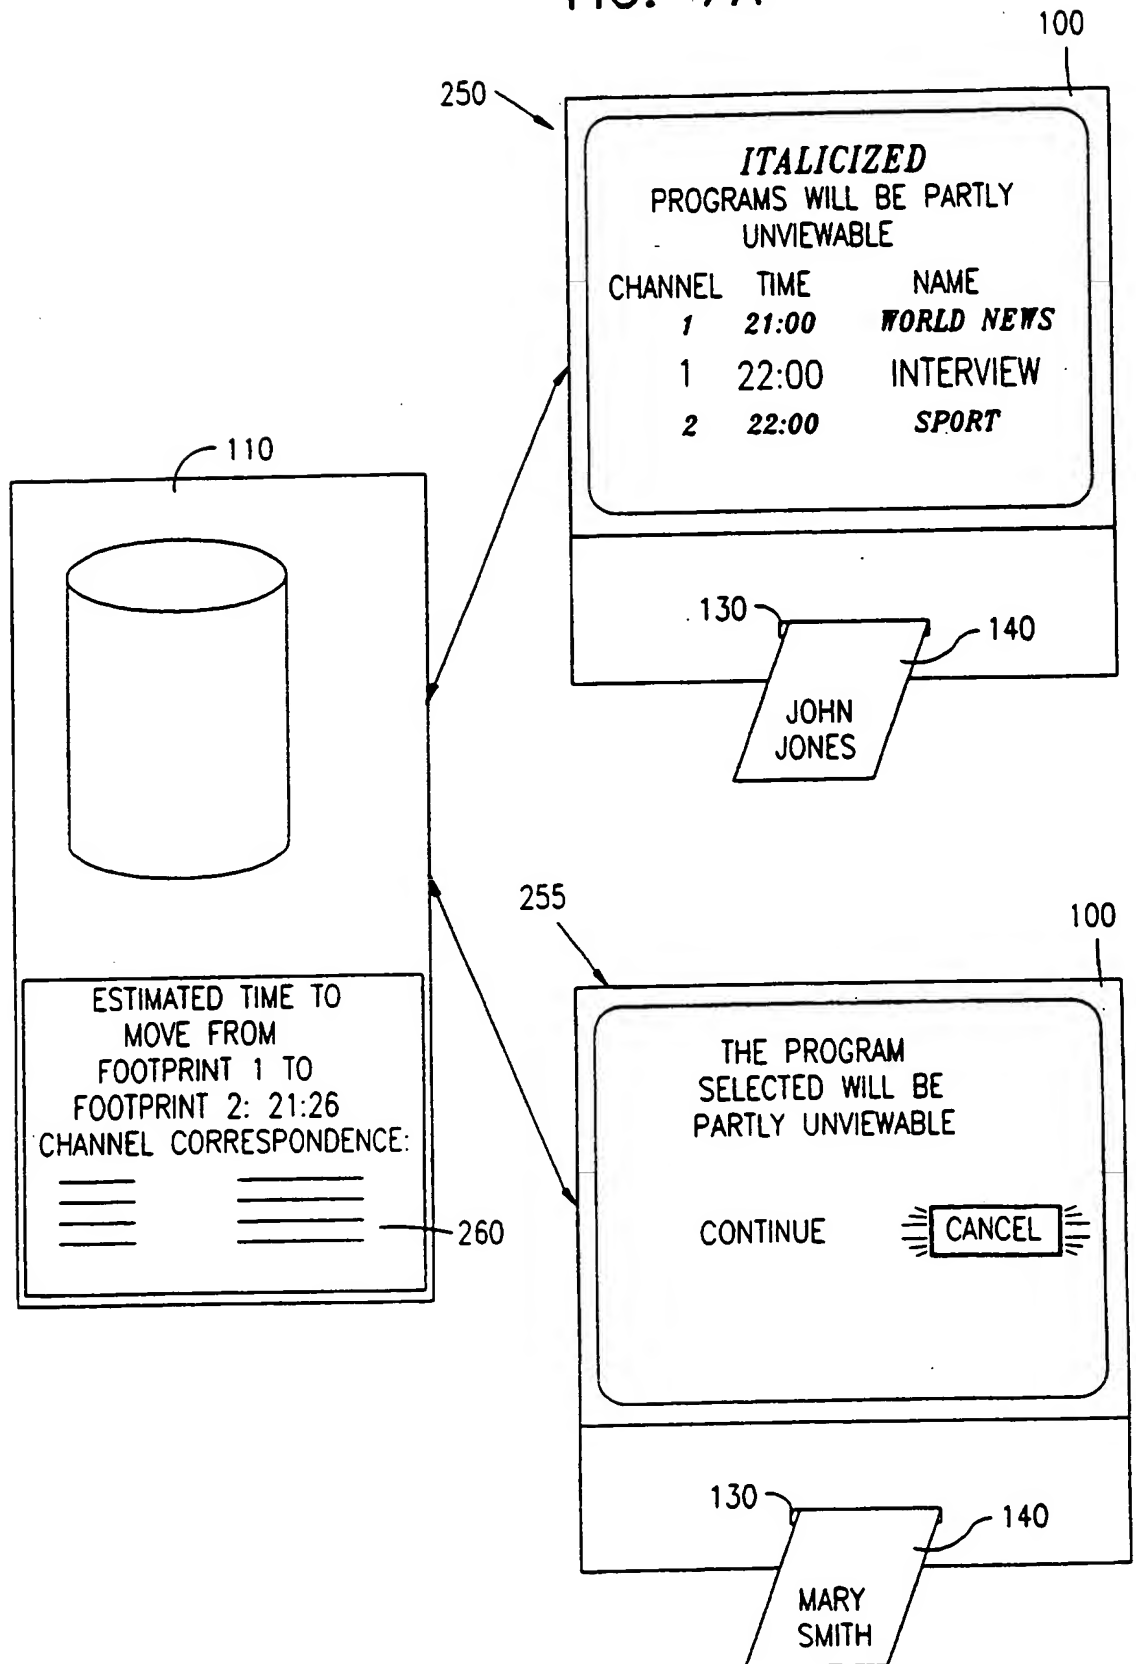 100
250
ITALICIZED
PROGRAMS WILL BE PARTLY
UNVIEWABLE
CHANNEL TIME NAME
1 21:00 WORLD NEWS
1 22:00 INTERVIEW
2 22:00 SPORT
110
130
140
JOHN
JONES
255
100
ESTIMATED TIME TO
MOVE FROM
FOOTPRINT 1 TO
FOOTPRINT 2: 21:26
CHANNEL CORRESPONDENCE:
260
THE PROGRAM
SELECTED WILL BE
PARTLY UNVIEWABLE
CONTINUE CANCEL
130
140
MARY
SMITH